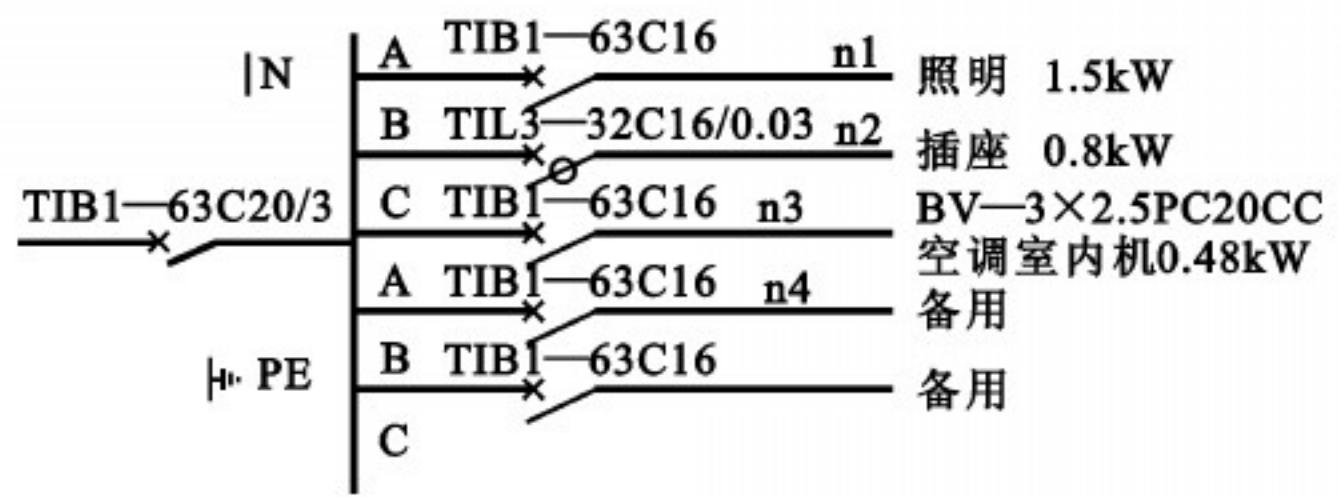 |N
A TIB1—63C16 n1 照明 1.5kW
B TIL3—32C16/0.03 n2 插座 0.8kW
TIB1—63C20/3
C TIB1—63C16 n3 BV—3×2.5PC20CC
空调室内机0.48kW
A TIB1—63C16 n4 备用
B TIB1—63C16 备用
PE
C